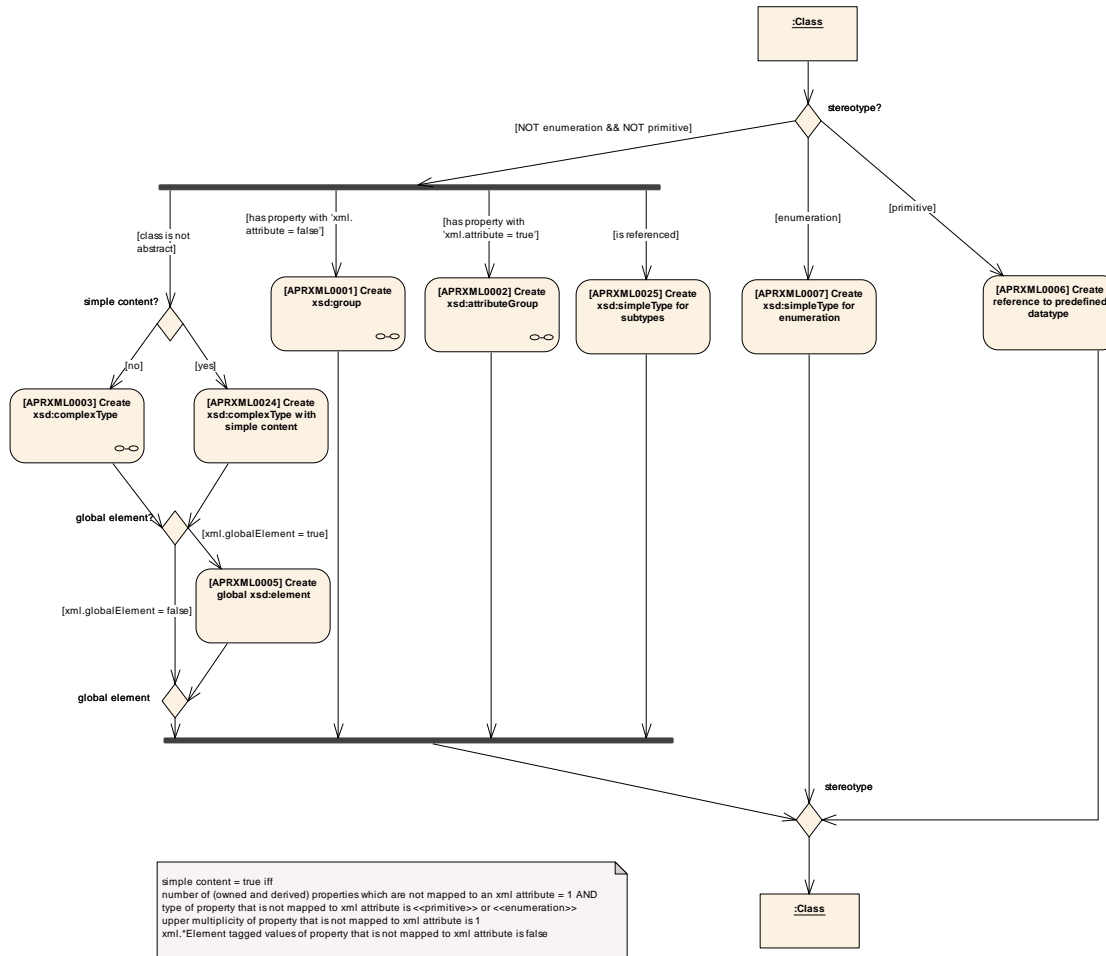 :Class
stereotype?
[NOT enumeration && NOT primitive]
[class is not
abstract]
[has property with 'xml.
attribute = false']
[has property with
'xml.attribute = true']
[is referenced]
[enumeration]
[primitive]
simple content?
[APRXML0001] Create
xsd:group
[APRXML0002] Create
xsd:attributeGroup
[APRXML0025] Create
xsd:simpleType for
subtypes
[APRXML0007] Create
xsd:simpleType for
enumeration
[APRXML0006] Create
reference to predefined
datatype
[no]
[yes]
[APRXML0003] Create
xsd:complexType
[APRXML0024] Create
xsd:complexType with
simple content
global element?
[xml.globalElement = true]
[APRXML0005] Create
global xsd:element
[xml.globalElement = false]
global element
stereotype
:Class
simple content = true iff
number of (owned and derived) properties which are not mapped to an xml attribute = 1 AND
type of property that is not mapped to xml attribute is <<primitive>> or <<enumeration>>
upper multiplicity of property that is not mapped to xml attribute is 1
xml.*Element tagged values of property that is not mapped to xml attribute is false